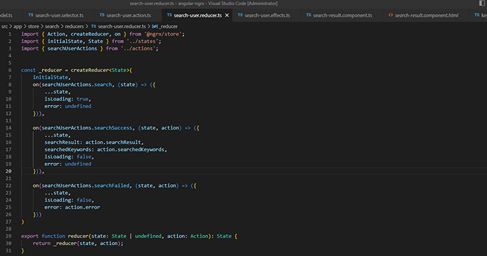 search-user.reducer.ts - angular-ngrx - Visual Studio Code [Administrator]
search-user.selector.ts search-user.action.ts search-user.reducer.ts search-user.effects.ts search-result.component.ts search-result.component.html
src > app > store > search > reducers > search-user.reducer.ts > _reducer
1 import { Action, createReducer, on } from '@ngrx/store';
2 import { initialState, State } from '../states';
3 import { searchUserActions } from '../actions';
4
5
6 const _reducer = createReducer<State>(
7 initialState,
8 on(searchUserActions.search, (state) => ({
9 ...state,
10 isLoading: true,
11 error: undefined
12 })),
13
14 on(searchUserActions.searchSuccess, (state, action) => ({
15 ...state,
16 searchResult: action.searchResult,
17 searchedKeywords: action.searchedKeywords,
18 isLoading: false,
19 error: undefined
20 })),
21
22 on(searchUserActions.searchFailed, (state, action) => ({
23 ...state,
24 isLoading: false,
25 error: action.error
26 }))
27 )
28
29 export function reducer(state: State | undefined, action: Action): State {
30 return _reducer(state, action);
31 }